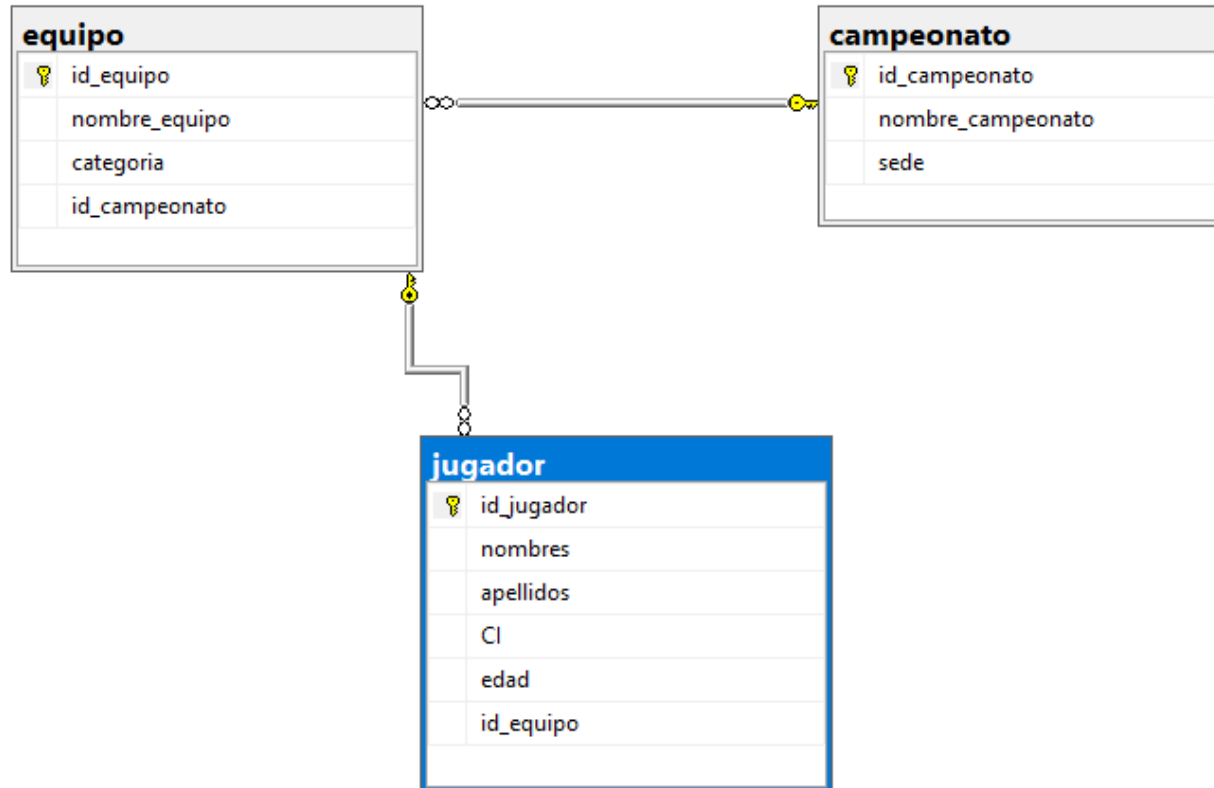 equipo
id_equipo
nombre_equipo
categoria
id_campeonato
campeonato
id_campeonato
nombre_campeonato
sede
jugador
id_jugador
nombres
apellidos
CI
edad
id_equipo